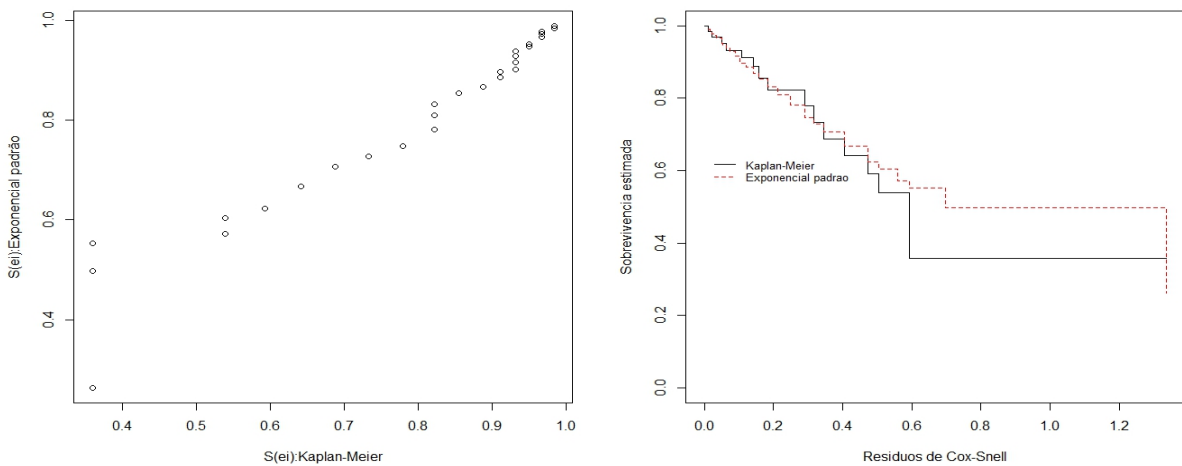 S(ei):Exponencial padrão
1.0
0.8
0.6
0.4
0.4 0.5 0.6 0.7 0.8 0.9 1.0
S(ei):Kaplan-Meier
Sobrevivencia estimada
1.0
0.8
0.6
0.4
0.2
0.0
Kaplan-Meier
Exponencial padrao
0.0 0.2 0.4 0.6 0.8 1.0 1.2
Residuos de Cox-Snell